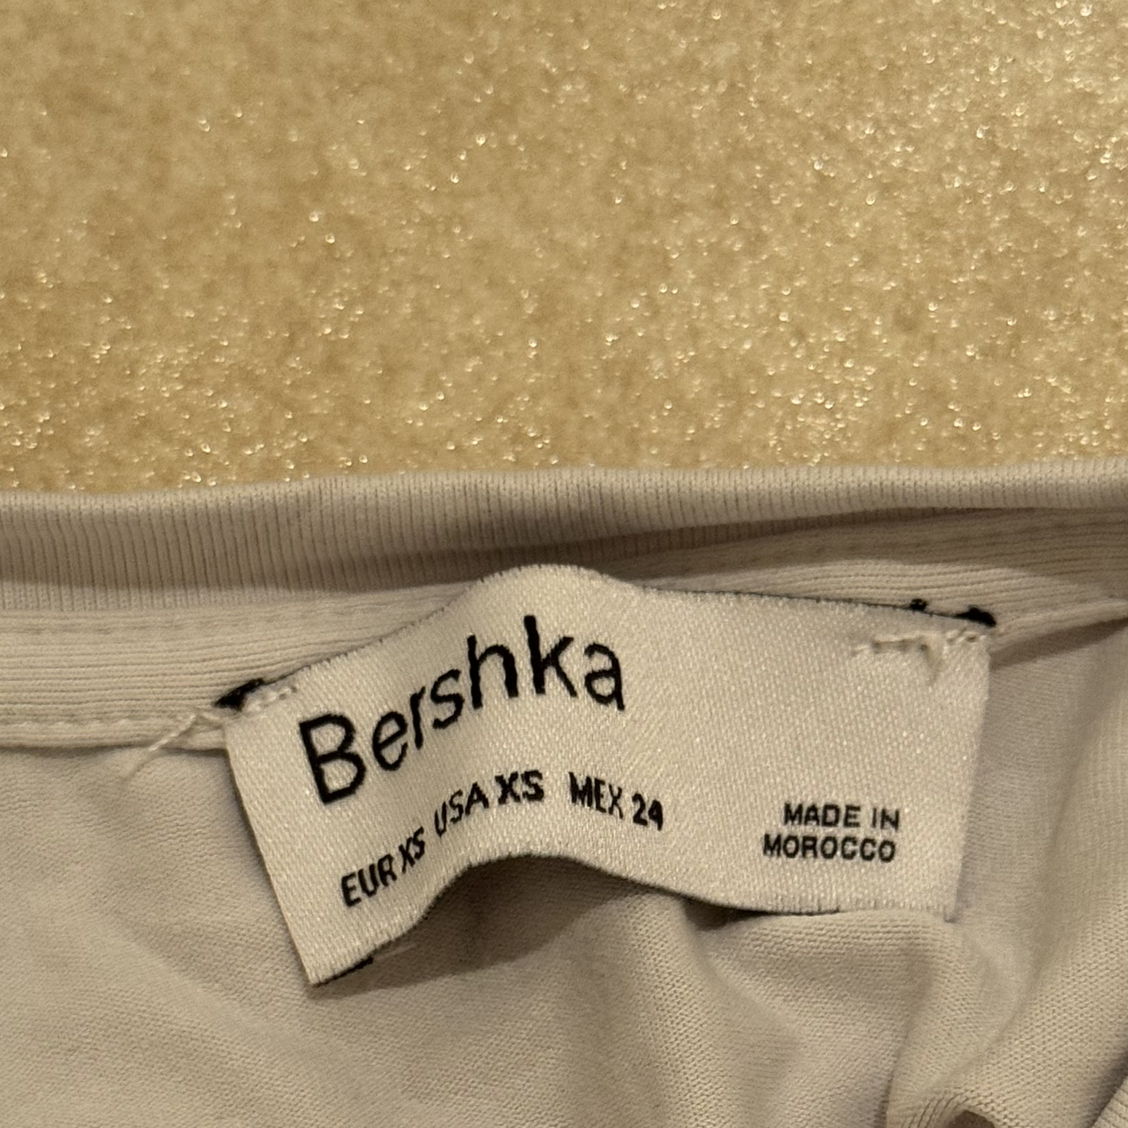 Bershka
EUR XS USA XS MEX 24
MADE IN
MOROCCO